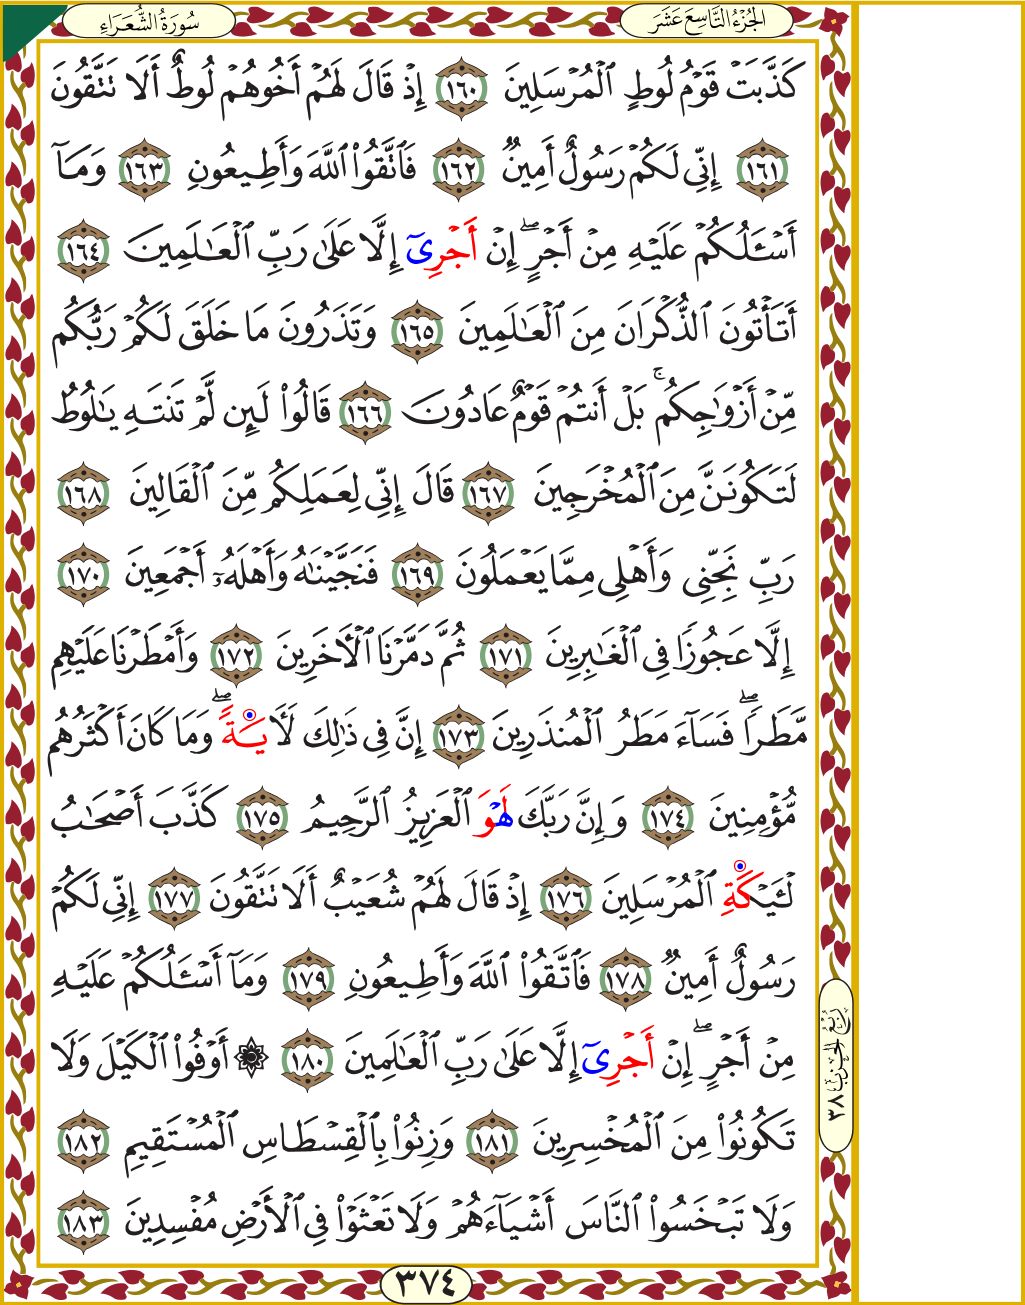 سُورَةُ الشُّعَرَاءِ
الجُزْءُ التَّاسِعَ عَشَرَ
كَذَّبَتْ قَوْمُ لُوطٍ ٱلْمُرْسَلِينَ ١٦٠ إِذْ قَالَ لَهُمْ أَخُوهُمْ لُوطٌ أَلَا تَتَّقُونَ
١٦١ إِنِّي لَكُمْ رَسُولٌ أَمِينٌ ١٦٢ فَٱتَّقُوا۟ ٱللَّهَ وَأَطِيعُونِ ١٦٣ وَمَآ
أَسْـَٔلُكُمْ عَلَيْهِ مِنْ أَجْرٍ ۖ إِنْ أَجْرِىَ إِلَّا عَلَىٰ رَبِّ ٱلْعَـٰلَمِينَ ١٦٤
أَتَأْتُونَ ٱلذُّكْرَانَ مِنَ ٱلْعَـٰلَمِينَ ١٦٥ وَتَذَرُونَ مَا خَلَقَ لَكُمْ رَبُّكُم
مِّنْ أَزْوَٰجِكُم ۚ بَلْ أَنتُمْ قَوْمٌ عَادُونَ ١٦٦ قَالُوا۟ لَئِن لَّمْ تَنتَهِ يَـٰلُوطُ
لَتَكُونَنَّ مِنَ ٱلْمُخْرَجِينَ ١٦٧ قَالَ إِنِّي لِعَمَلِكُم مِّنَ ٱلْقَالِينَ ١٦٨
رَبِّ نَجِّنِي وَأَهْلِي مِمَّا يَعْمَلُونَ ١٦٩ فَنَجَّيْنَـٰهُ وَأَهْلَهُۥٓ أَجْمَعِينَ ١٧٠
إِلَّا عَجُوزًا فِي ٱلْغَـٰبِرِينَ ١٧١ ثُمَّ دَمَّرْنَا ٱلْأَخَرِينَ ١٧٢ وَأَمْطَرْنَا عَلَيْهِم
مَّطَرًا ۖ فَسَآءَ مَطَرُ ٱلْمُنذَرِينَ ١٧٣ إِنَّ فِي ذَٰلِكَ لَأَيَةً ۖ وَمَا كَانَ أَكْثَرُهُم
مُّؤْمِنِينَ ١٧٤ وَإِنَّ رَبَّكَ لَهْوَ ٱلْعَزِيزُ ٱلرَّحِيمُ ١٧٥ كَذَّبَ أَصْحَـٰبُ
لْـَٔيْكَةِ ٱلْمُرْسَلِينَ ١٧٦ إِذْ قَالَ لَهُمْ شُعَيْبٌ أَلَا تَتَّقُونَ ١٧٧ إِنِّي لَكُمْ
رَسُولٌ أَمِينٌ ١٧٨ فَٱتَّقُوا۟ ٱللَّهَ وَأَطِيعُونِ ١٧٩ وَمَآ أَسْـَٔلُكُمْ عَلَيْهِ
مِنْ أَجْرٍ ۖ إِنْ أَجْرِىَ إِلَّا عَلَىٰ رَبِّ ٱلْعَـٰلَمِينَ ١٨٠ ۞ أَوْفُوا۟ ٱلْكَيْلَ وَلَا
تَكُونُوا۟ مِنَ ٱلْمُخْسِرِينَ ١٨١ وَزِنُوا۟ بِٱلْقِسْطَاسِ ٱلْمُسْتَقِيمِ ١٨٢
وَلَا تَبْخَسُوا۟ ٱلنَّاسَ أَشْيَآءَهُمْ وَلَا تَعْثَوْا۟ فِي ٱلْأَرْضِ مُفْسِدِينَ ١٨٣
رُبْعُ الحِزْبِ ٣٨
٣٧٤